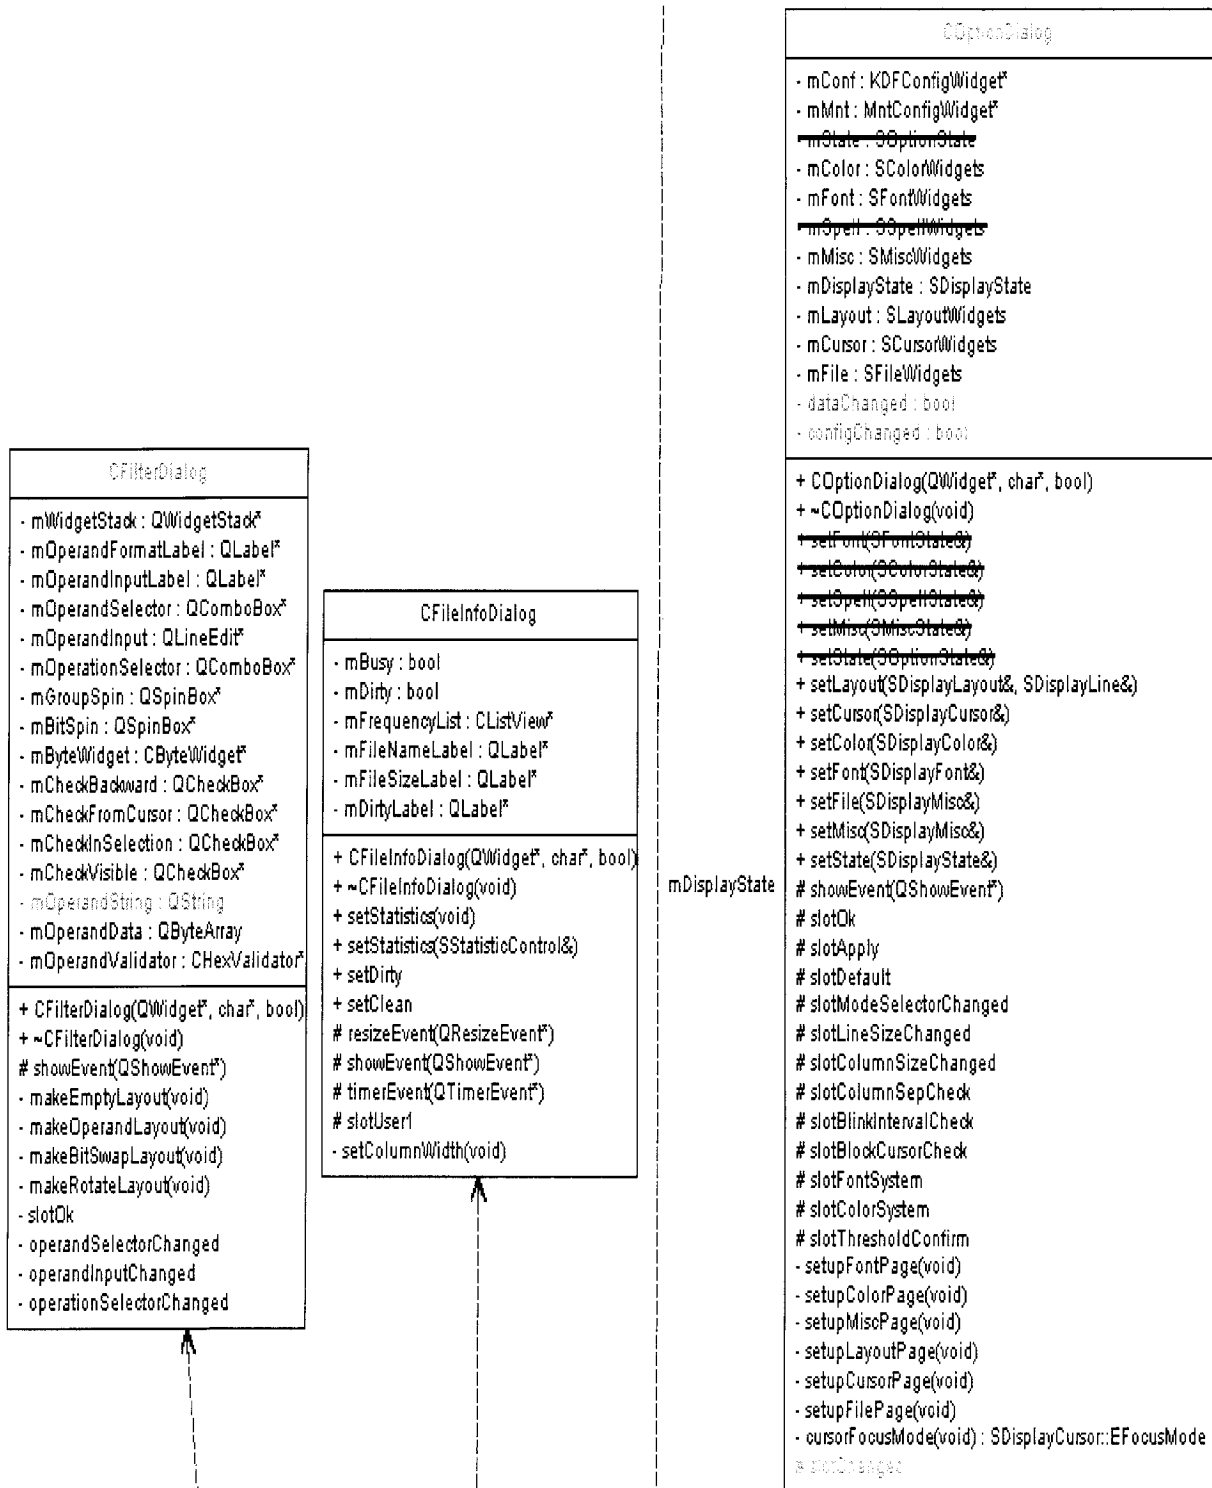 CFilterDialog
- mWidgetStack : QWidgetStack*
- mOperandFormatLabel : QLabel*
- mOperandInputLabel : QLabel*
- mOperandSelector : QComboBox*
- mOperandInput : QLineEdit*
- mOperationSelector : QComboBox*
- mGroupSpin : QSpinBox*
- mBitSpin : QSpinBox*
- mByteWidget : CByteWidget*
- mCheckBackward : QCheckBox*
- mCheckFromCursor : QCheckBox*
- mCheckInSelection : QCheckBox*
- mCheckVisible : QCheckBox*
- mOperandString : QString
- mOperandData : QByteArray
- mOperandValidator : CHexValidator*
+ CFilterDialog(QWidget*, char*, bool)
+ ~CFilterDialog(void)
# showEvent(QShowEvent*)
- makeEmptyLayout(void)
- makeOperandLayout(void)
- makeBitSwapLayout(void)
- makeRotateLayout(void)
- slotOk
- operandSelectorChanged
- operandInputChanged
- operationSelectorChanged
CFileInfoDialog
- mBusy : bool
- mDirty : bool
- mFrequencyList : CListView*
- mFileNameLabel : QLabel*
- mFileSizeLabel : QLabel*
- mDirtyLabel : QLabel*
+ CFileInfoDialog(QWidget*, char*, bool)
+ ~CFileInfoDialog(void)
+ setStatistics(void)
+ setStatistics(SStatisticControl&)
+ setDirty
+ setClean
# resizeEvent(QResizeEvent*)
# showEvent(QShowEvent*)
# timerEvent(QTimerEvent*)
# slotUser1
- setColumnWidth(void)
mDisplayState
COptionDialog
- mConf : KDFConfigWidget*
- mMnt : MntConfigWidget*
- mState : SOptionState
- mColor : SColorWidgets
- mFont : SFontWidgets
- mSpell : SSpellWidgets
- mMisc : SMiscWidgets
- mDisplayState : SDisplayState
- mLayout : SLayoutWidgets
- mCursor : SCursorWidgets
- mFile : SFileWidgets
- dataChanged : bool
- configChanged : bool
+ COptionDialog(QWidget*, char*, bool)
+ ~COptionDialog(void)
+ setFont(SFontState&)
+ setColor(SColorState&)
+ setSpell(SSpellState&)
+ setMisc(SMiscState&)
+ setState(SOptionState&)
+ setLayout(SDisplayLayout&, SDisplayLine&)
+ setCursor(SDisplayCursor&)
+ setColor(SDisplayColor&)
+ setFont(SDisplayFont&)
+ setFile(SDisplayMisc&)
+ setMisc(SDisplayMisc&)
+ setState(SDisplayState&)
# showEvent(QShowEvent*)
# slotOk
# slotApply
# slotDefault
# slotModeSelectorChanged
# slotLineSizeChanged
# slotColumnSizeChanged
# slotColumnSepCheck
# slotBlinkIntervalCheck
# slotBlockCursorCheck
# slotFontSystem
# slotColorSystem
# slotThresholdConfirm
- setupFontPage(void)
- setupColorPage(void)
- setupMiscPage(void)
- setupLayoutPage(void)
- setupCursorPage(void)
- setupFilePage(void)
- cursorFocusMode(void) : SDisplayCursor::EFocusMode
# slotChanged